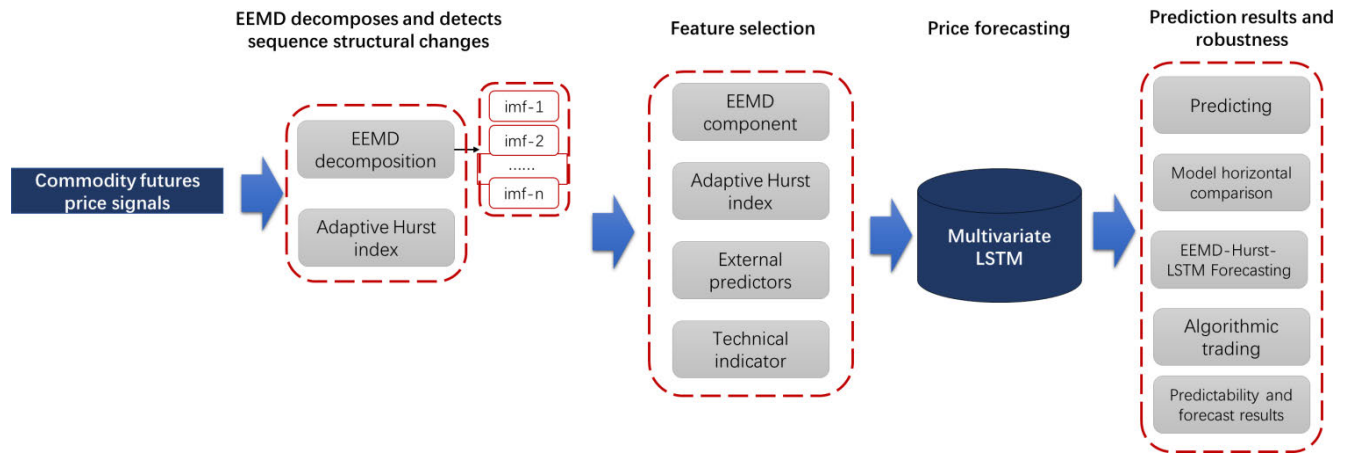 EEMD decomposes and detects
sequence structural changes
Feature selection
Price forecasting
Prediction results and
robustness
Commodity futures
price signals
EEMD
decomposition
Adaptive Hurst
index
imf-1
imf-2
......
imf-n
EEMD
component
Adaptive Hurst
index
External
predictors
Technical
indicator
Multivariate
LSTM
Predicting
Model horizontal
comparison
EEMD-Hurst-
LSTM Forecasting
Algorithmic
trading
Predictability and
forecast results